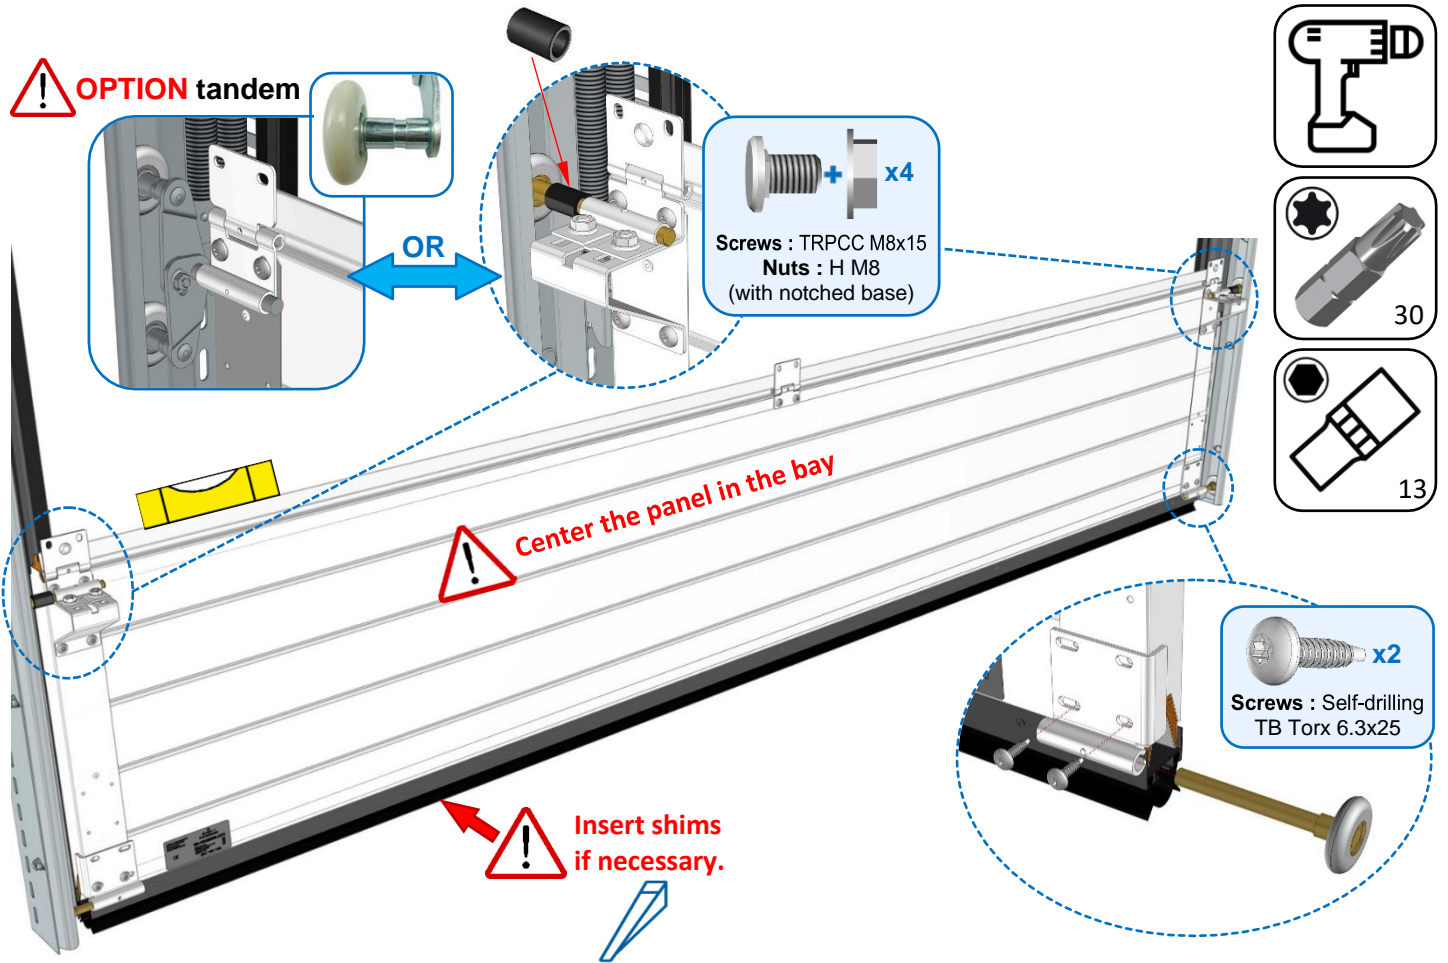 OPTION tandem
OR
x4
Screws : TRPCC M8x15
Nuts : H M8
(with notched base)
30
13
Center the panel in the bay
x2
Screws : Self-drilling
TB Torx 6.3x25
Insert shims
if necessary.